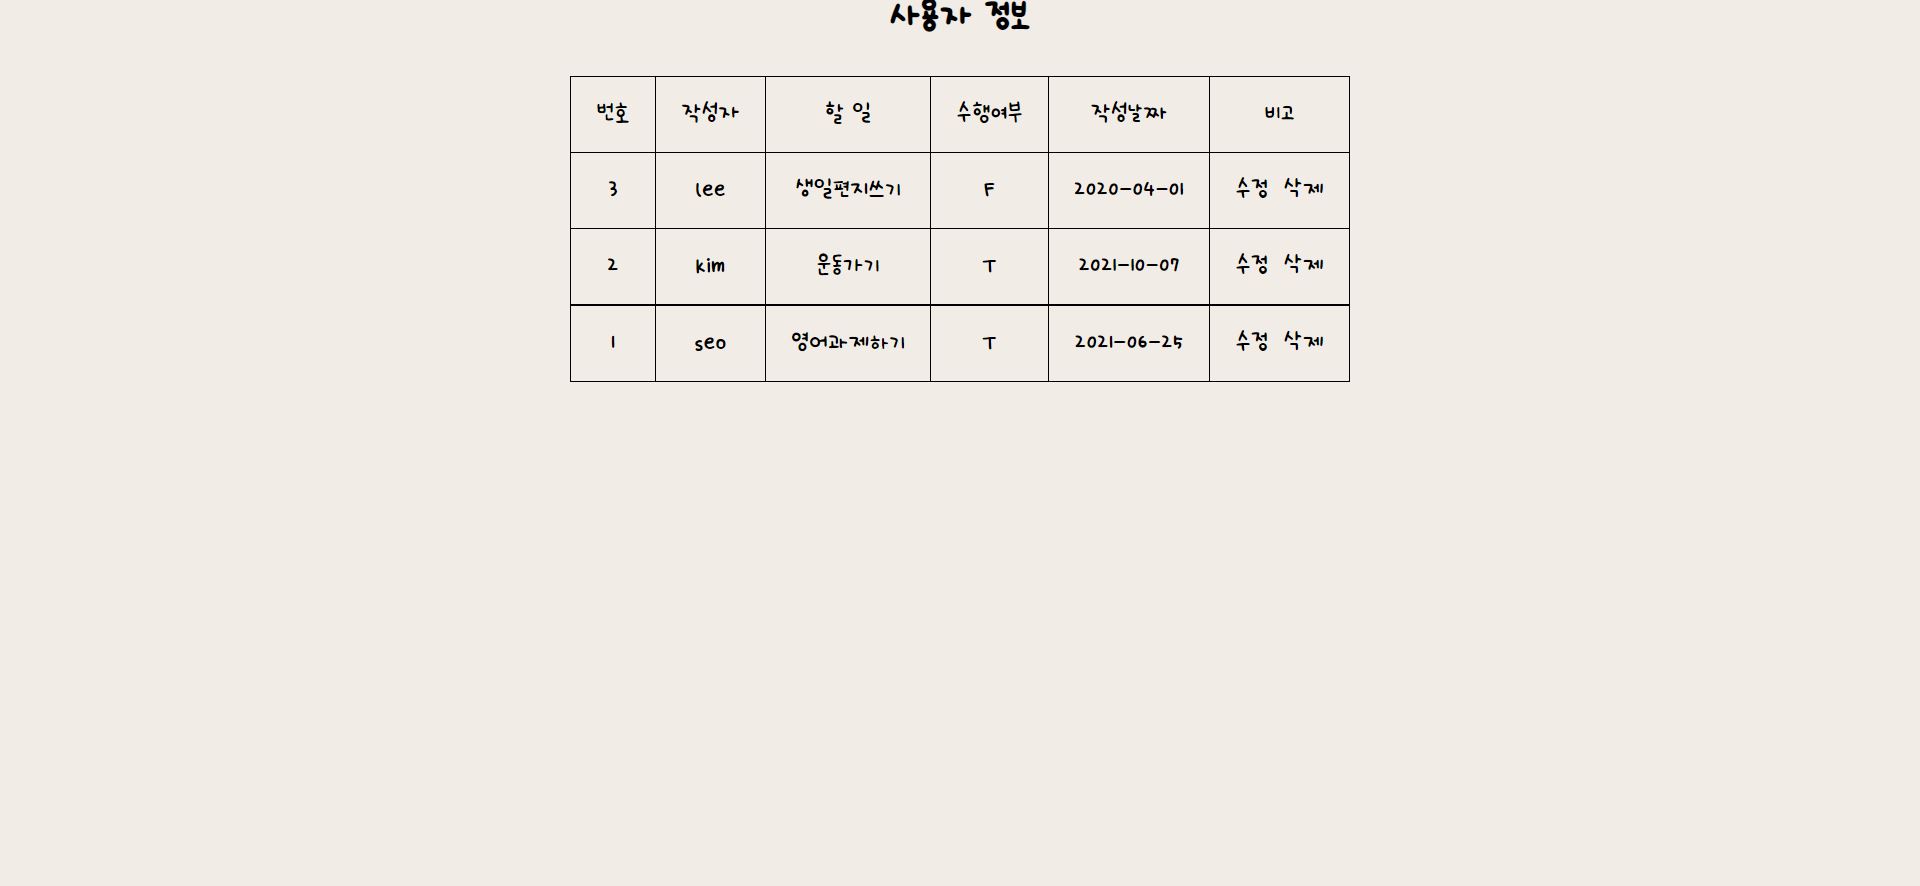 사용자 정보
번호 작성자 할 일 수행여부 작성날짜 비고
3 lee 생일편지쓰기 F 2020-04-01 수정 삭제
2 kim 운동가기 T 2021-10-07 수정 삭제
1 seo 영어과제하기 T 2021-06-25 수정 삭제